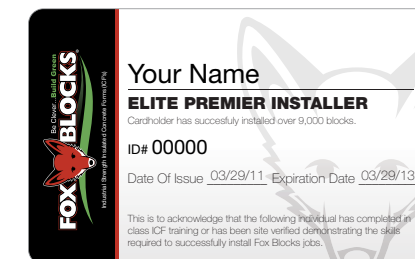 Be Clever...Build Green
FOX BLOCKS
Industrial Strength Insulated Concrete Forms (ICFs)
Your Name
ELITE PREMIER INSTALLER
Cardholder has succesfuly installed over 9,000 blocks.
ID# 00000
Date Of Issue 03/29/11 Expiration Date 03/29/13
This is to acknowledge that the following individual has completed in
class ICF training or has been site verified demonstrating the skills
required to successfully install Fox Blocks jobs.